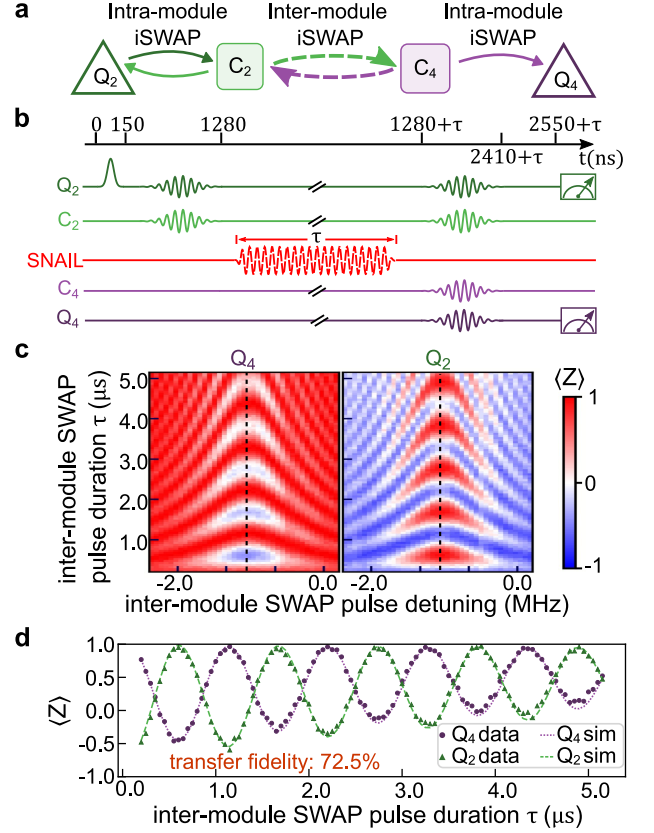 a
Intra-module
iSWAP
Inter-module
iSWAP
Intra-module
iSWAP
Q₂
C₂
C₄
Q₄
b
0 150 1280 1280+τ 2550+τ
2410+τ t(ns)
Q₂
C₂
τ
SNAIL
C₄
Q₄
c
Q₄ Q₂ ⟨Z⟩
inter-module SWAP
pulse duration τ (μs)
5.0
4.0
3.0
2.0
1.0
-2.0 0.0 -2.0 0.0
1
0
-1
inter-module SWAP pulse detuning (MHz)
d
⟨Z⟩
1.0
0.5
0.0
-0.5
-1.0
Q₄ data Q₄ sim
Q₂ data Q₂ sim
transfer fidelity: 72.5%
0.0 1.0 2.0 3.0 4.0 5.0
inter-module SWAP pulse duration τ (μs)